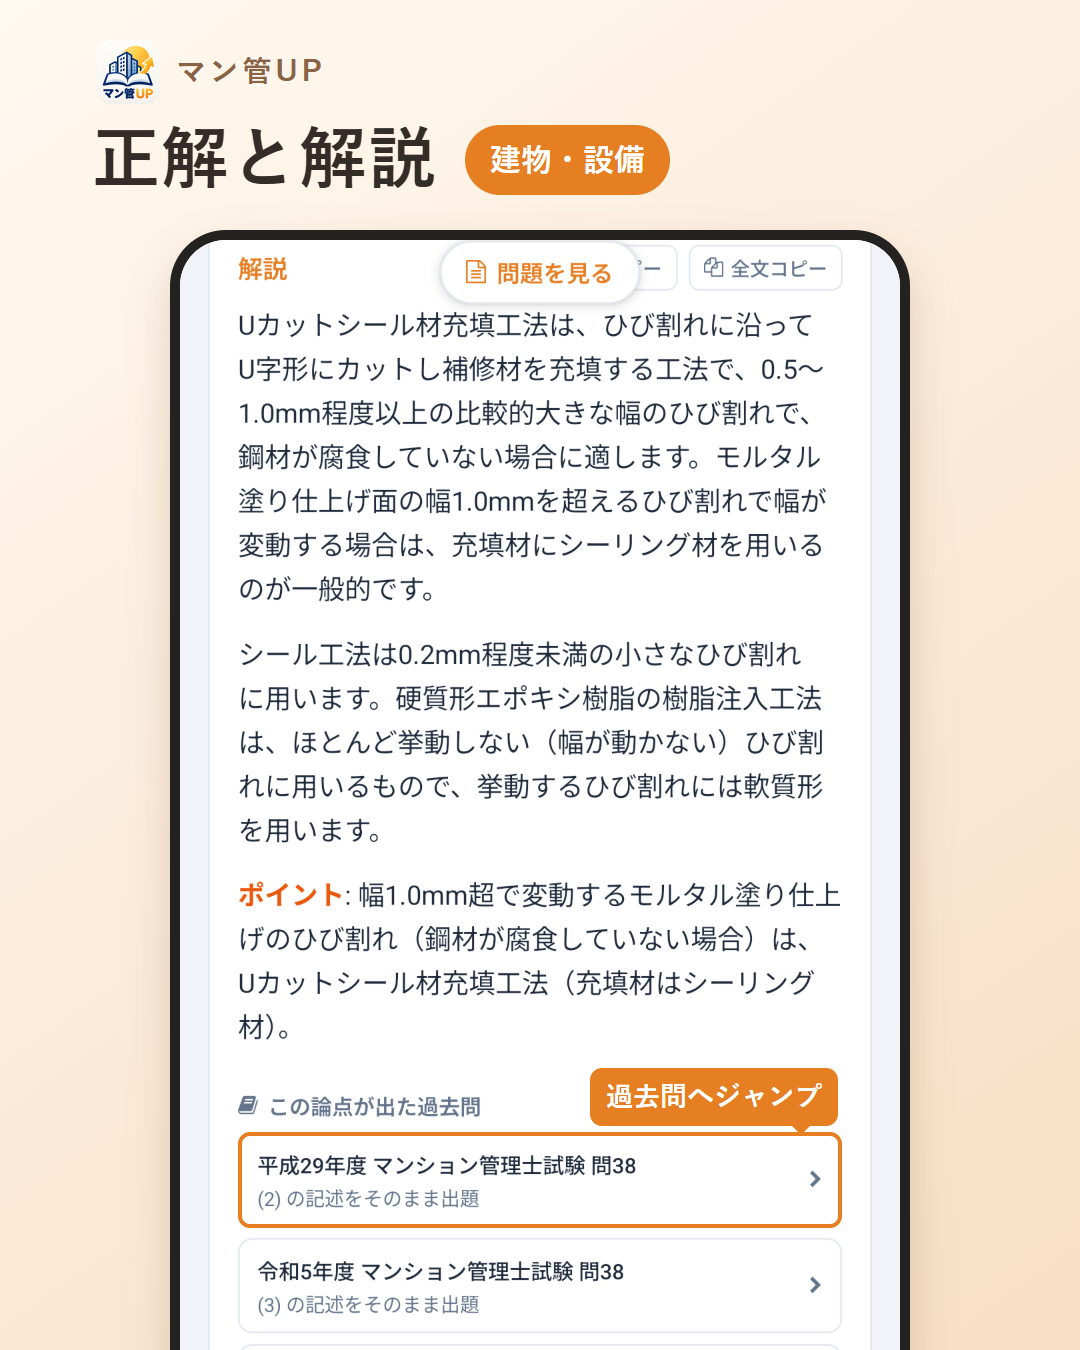 マン管UP
マン管UP
正解と解説
建物・設備
解説
問題を見る
ピー
全文コピー
Uカットシール材充填工法は、ひび割れに沿って
U字形にカットし補修材を充填する工法で、0.5〜
1.0mm程度以上の比較的大きな幅のひび割れで、
鋼材が腐食していない場合に適します。モルタル
塗り仕上げ面の幅1.0mmを超えるひび割れで幅が
変動する場合は、充填材にシーリング材を用いる
のが一般的です。
シール工法は0.2mm程度未満の小さなひび割れ
に用います。硬質形エポキシ樹脂の樹脂注入工法
は、ほとんど挙動しない（幅が動かない）ひび割
れに用いるもので、挙動するひび割れには軟質形
を用います。
ポイント: 幅1.0mm超で変動するモルタル塗り仕上
げのひび割れ（鋼材が腐食していない場合）は、
Uカットシール材充填工法（充填材はシーリング
材）。
この論点が出た過去問
過去問へジャンプ
平成29年度 マンション管理士試験 問38
(2) の記述をそのまま出題
令和5年度 マンション管理士試験 問38
(3) の記述をそのまま出題